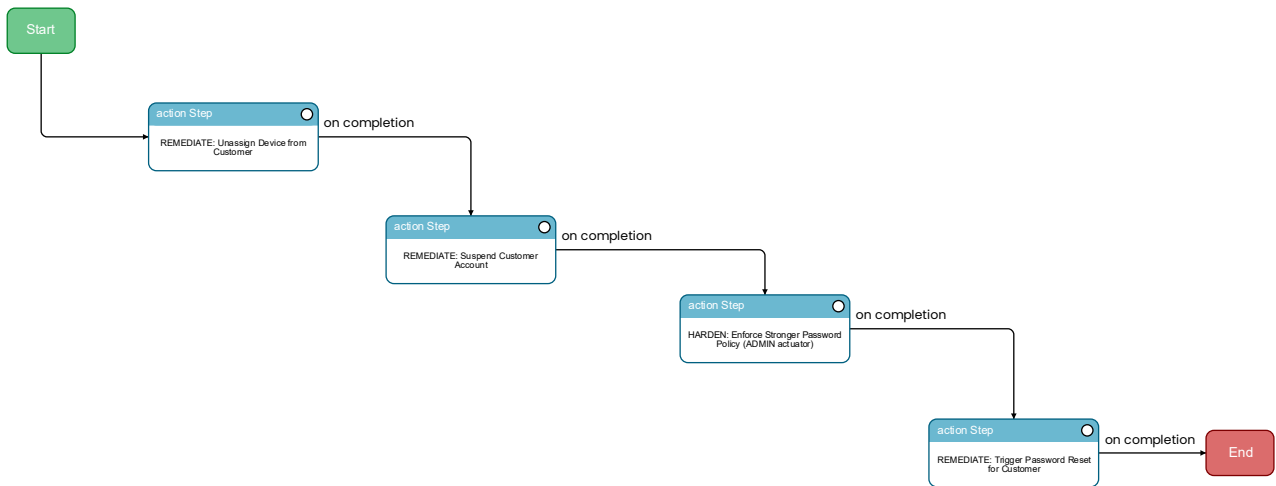 Start
action Step
on completion
REMEDIATE: Unassign Device from
Customer
action Step
on completion
REMEDIATE: Suspend Customer
Account
action Step
on completion
HARDEN: Enforce Stronger Password
Policy (ADMIN actuator)
action Step
on completion
REMEDIATE: Trigger Password Reset
for Customer
End